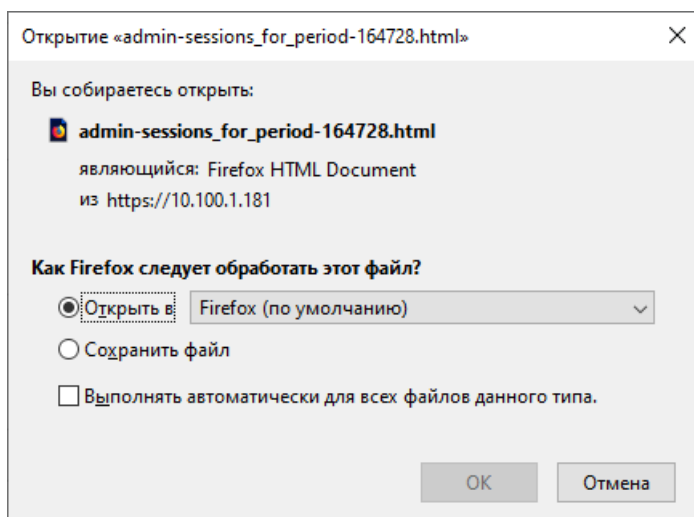 Открытие «admin-sessions_for_period-164728.html»
Вы собираетесь открыть:
admin-sessions_for_period-164728.html
являющийся: Firefox HTML Document
из https://10.100.1.181
Как Firefox следует обработать этот файл?
Открыть в Firefox (по умолчанию)
Сохранить файл
Выполнять автоматически для всех файлов данного типа.
ОК Отмена